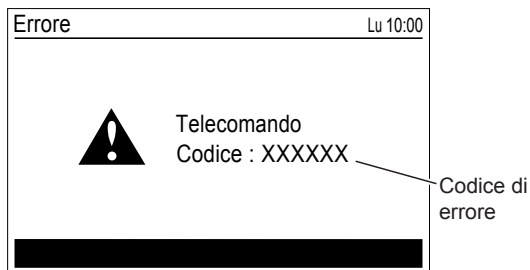 Errore Lu 10:00
Telecomando
Codice : XXXXXX
Codice di
errore